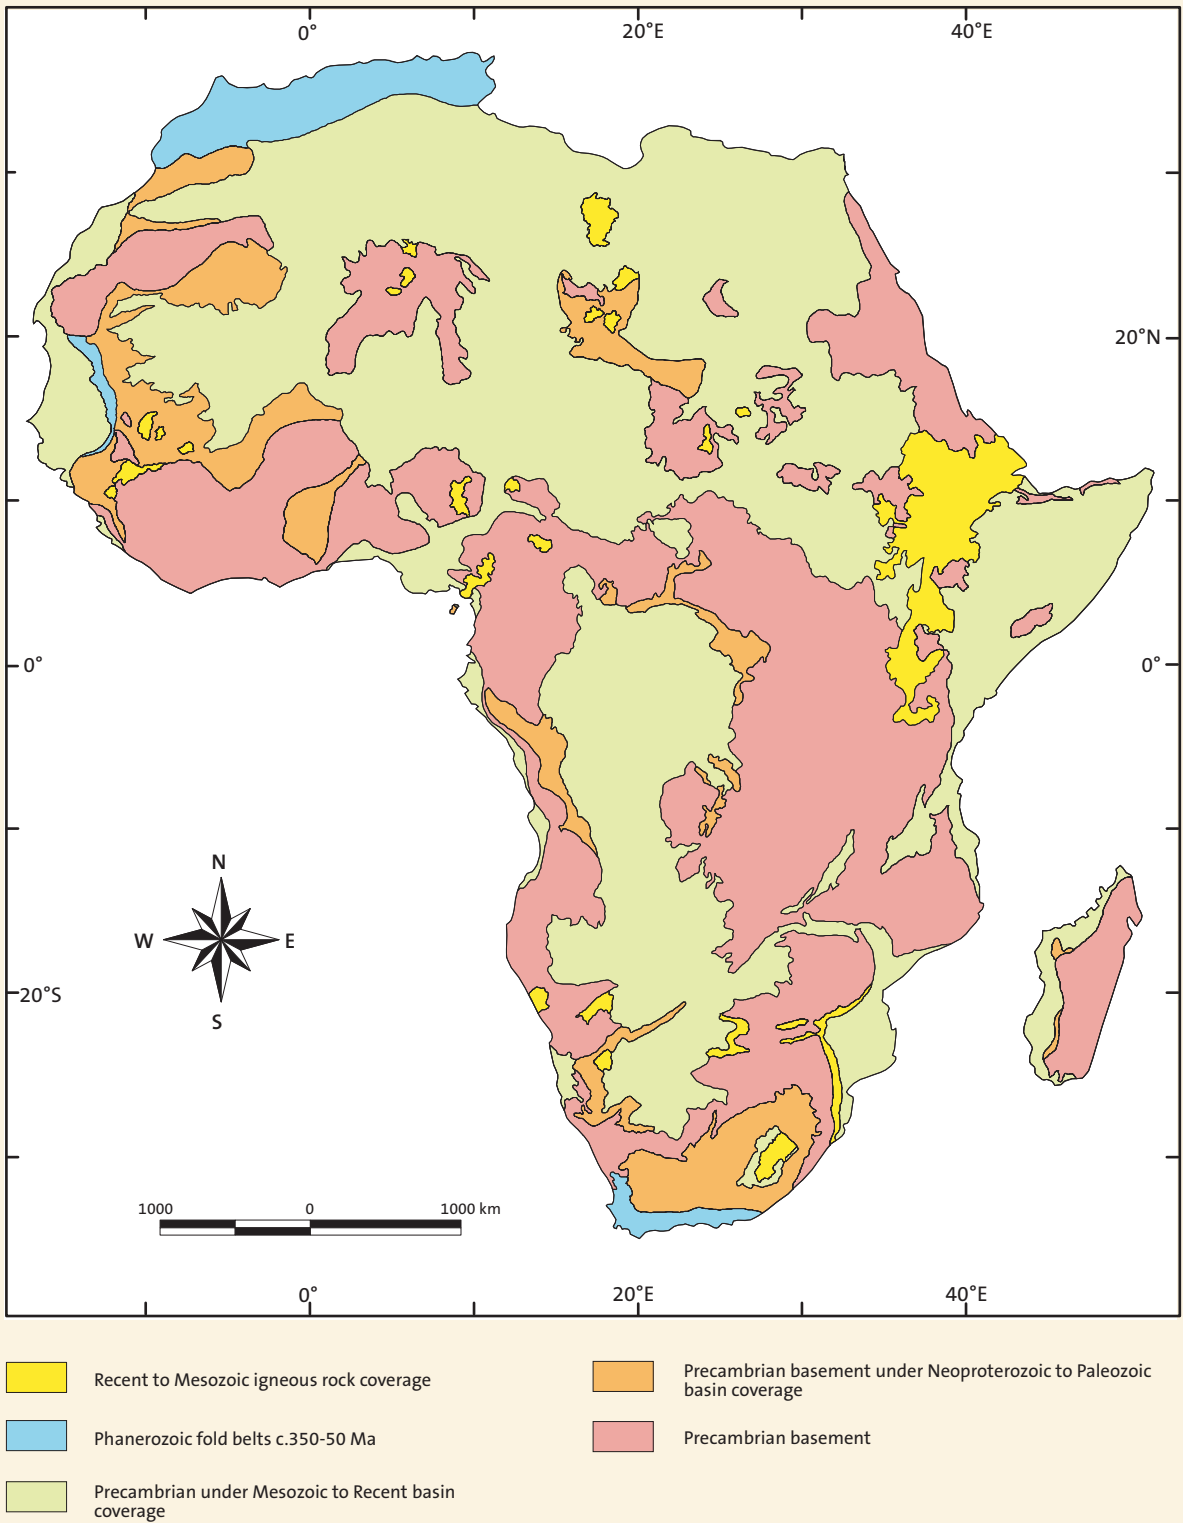 0°
20°E
40°E
20°N
0°
0°
N
W
E
S
20°S
1000
0
1000 km
0°
20°E
40°E
Recent to Mesozoic igneous rock coverage
Phanerozoic fold belts c.350-50 Ma
Precambrian under Mesozoic to Recent basin
coverage
Precambrian basement under Neoproterozoic to Paleozoic
basin coverage
Precambrian basement